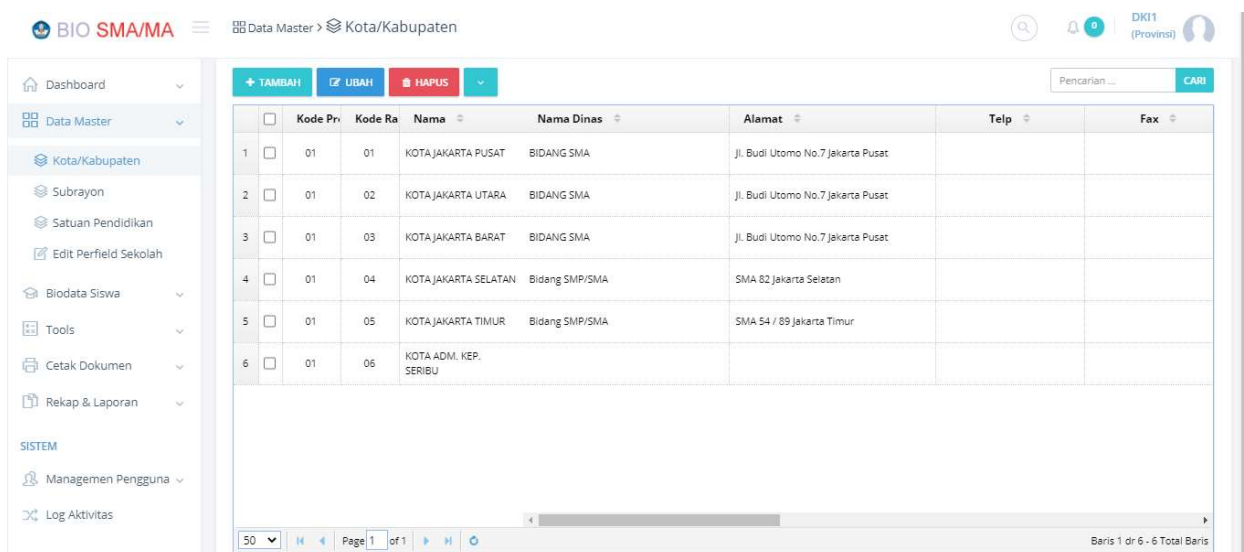 BIO SMA/MA
Data Master > Kota/Kabupaten
0
DKI1
(Provinsi)
Dashboard
Data Master
Kota/Kabupaten
Subrayon
Satuan Pendidikan
Edit Perfield Sekolah
Biodata Siswa
Tools
Cetak Dokumen
Rekap & Laporan
SISTEM
Managemen Pengguna
Log Aktivitas
+ TAMBAH UBAH HAPUS
Pencarian ... CARI
Kode Pr Kode Ra Nama Nama Dinas Alamat Telp Fax
1 01 01 KOTA JAKARTA PUSAT BIDANG SMA Jl. Budi Utomo No.7 Jakarta Pusat
2 01 02 KOTA JAKARTA UTARA BIDANG SMA Jl. Budi Utomo No.7 Jakarta Pusat
3 01 03 KOTA JAKARTA BARAT BIDANG SMA Jl. Budi Utomo No.7 Jakarta Pusat
4 01 04 KOTA JAKARTA SELATAN Bidang SMP/SMA SMA 82 Jakarta Selatan
5 01 05 KOTA JAKARTA TIMUR Bidang SMP/SMA SMA 54 / 89 Jakarta Timur
6 01 06 KOTA ADM. KEP.
SERIBU
50 Page 1 of 1 Baris 1 dr 6 - 6 Total Baris